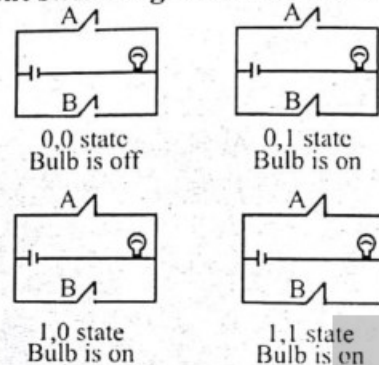 A
A
B
B
0,0 state
Bulb is off
0,1 state
Bulb is on
A
A
B
B
1,0 state
Bulb is on
1,1 state
Bulb is on